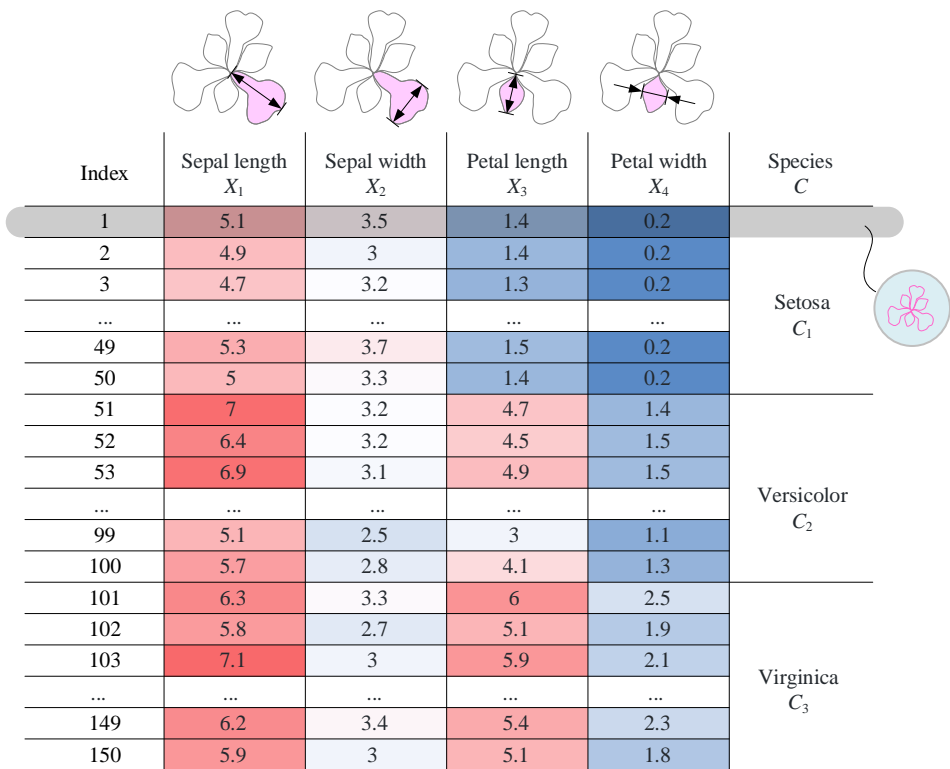 Index Sepal length X1 Sepal width X2 Petal length X3 Petal width X4 Species C
1 5.1 3.5 1.4 0.2
2 4.9 3 1.4 0.2
3 4.7 3.2 1.3 0.2
... ... ... ... ...
Setosa C1
49 5.3 3.7 1.5 0.2
50 5 3.3 1.4 0.2
51 7 3.2 4.7 1.4
52 6.4 3.2 4.5 1.5
53 6.9 3.1 4.9 1.5
... ... ... ... ...
Versicolor C2
99 5.1 2.5 3 1.1
100 5.7 2.8 4.1 1.3
101 6.3 3.3 6 2.5
102 5.8 2.7 5.1 1.9
103 7.1 3 5.9 2.1
... ... ... ... ...
Virginica C3
149 6.2 3.4 5.4 2.3
150 5.9 3 5.1 1.8